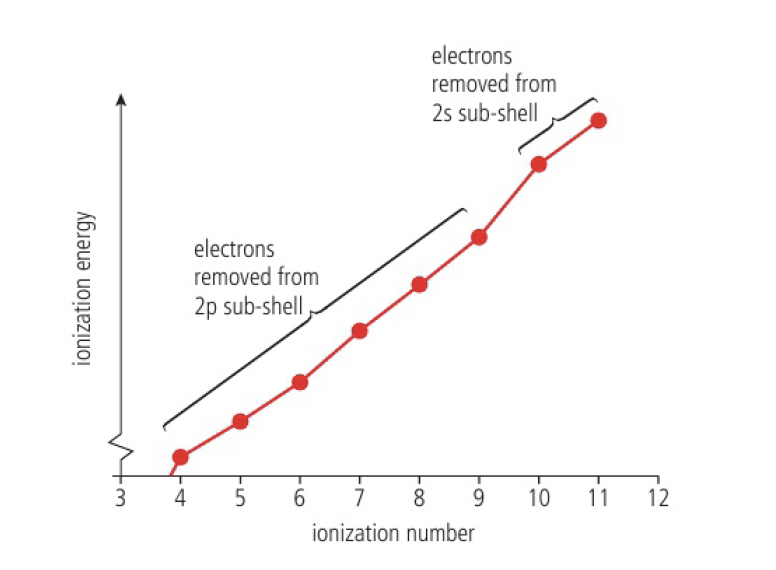 electrons
removed from
2s sub-shell
electrons
removed from
2p sub-shell
ionization energy
3 4 5 6 7 8 9 10 11 12
ionization number